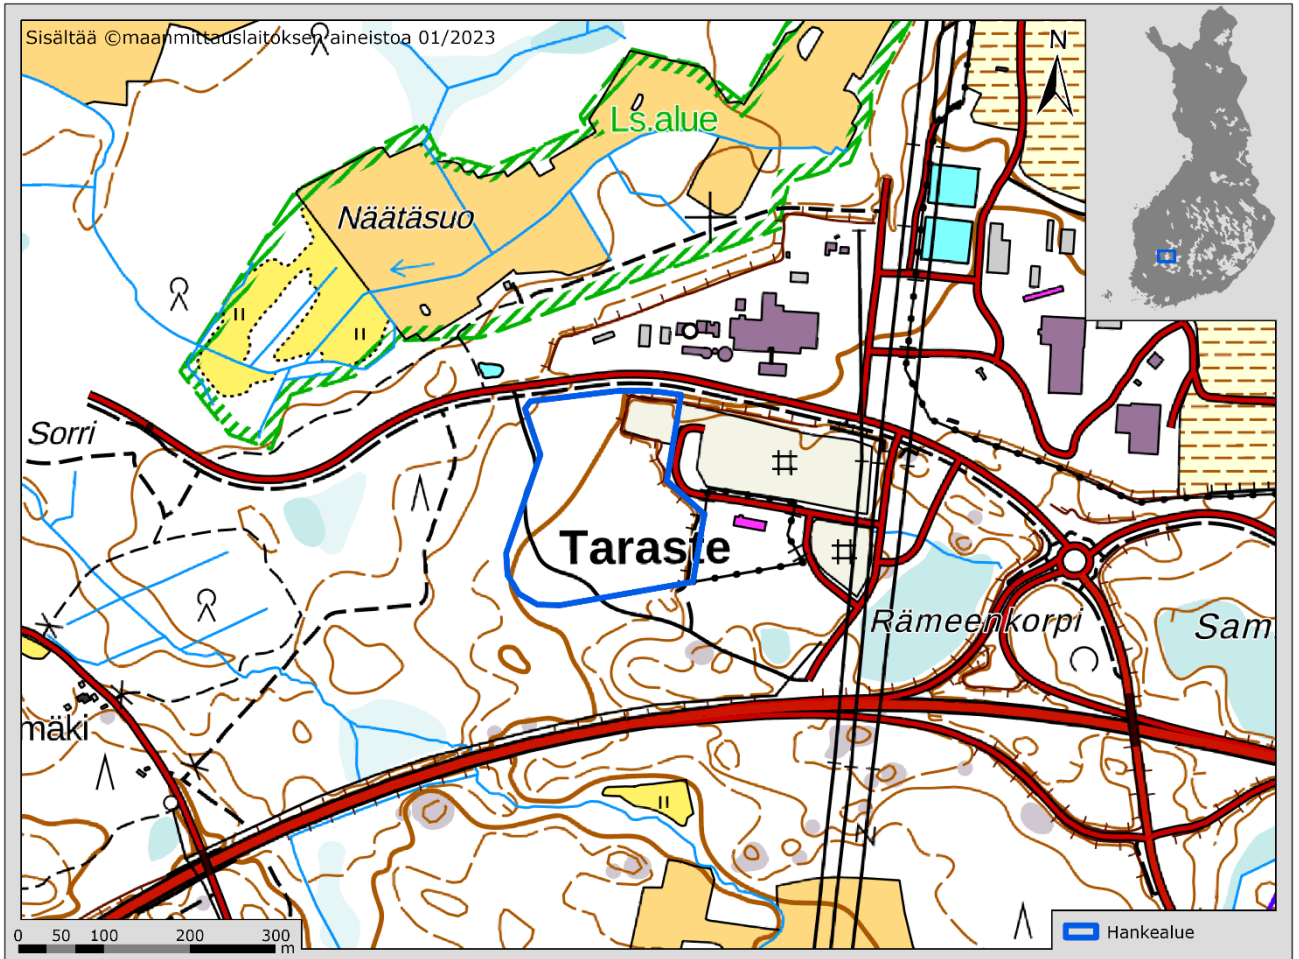 Sisältää ©maanmittauslaitoksen aineistoa 01/2023
N
Ls.alue
Näätäsuo
Sorri
Taraste
Rämeenkorpi
Sam
mäki
0 50 100 200 300
m
Hankealue